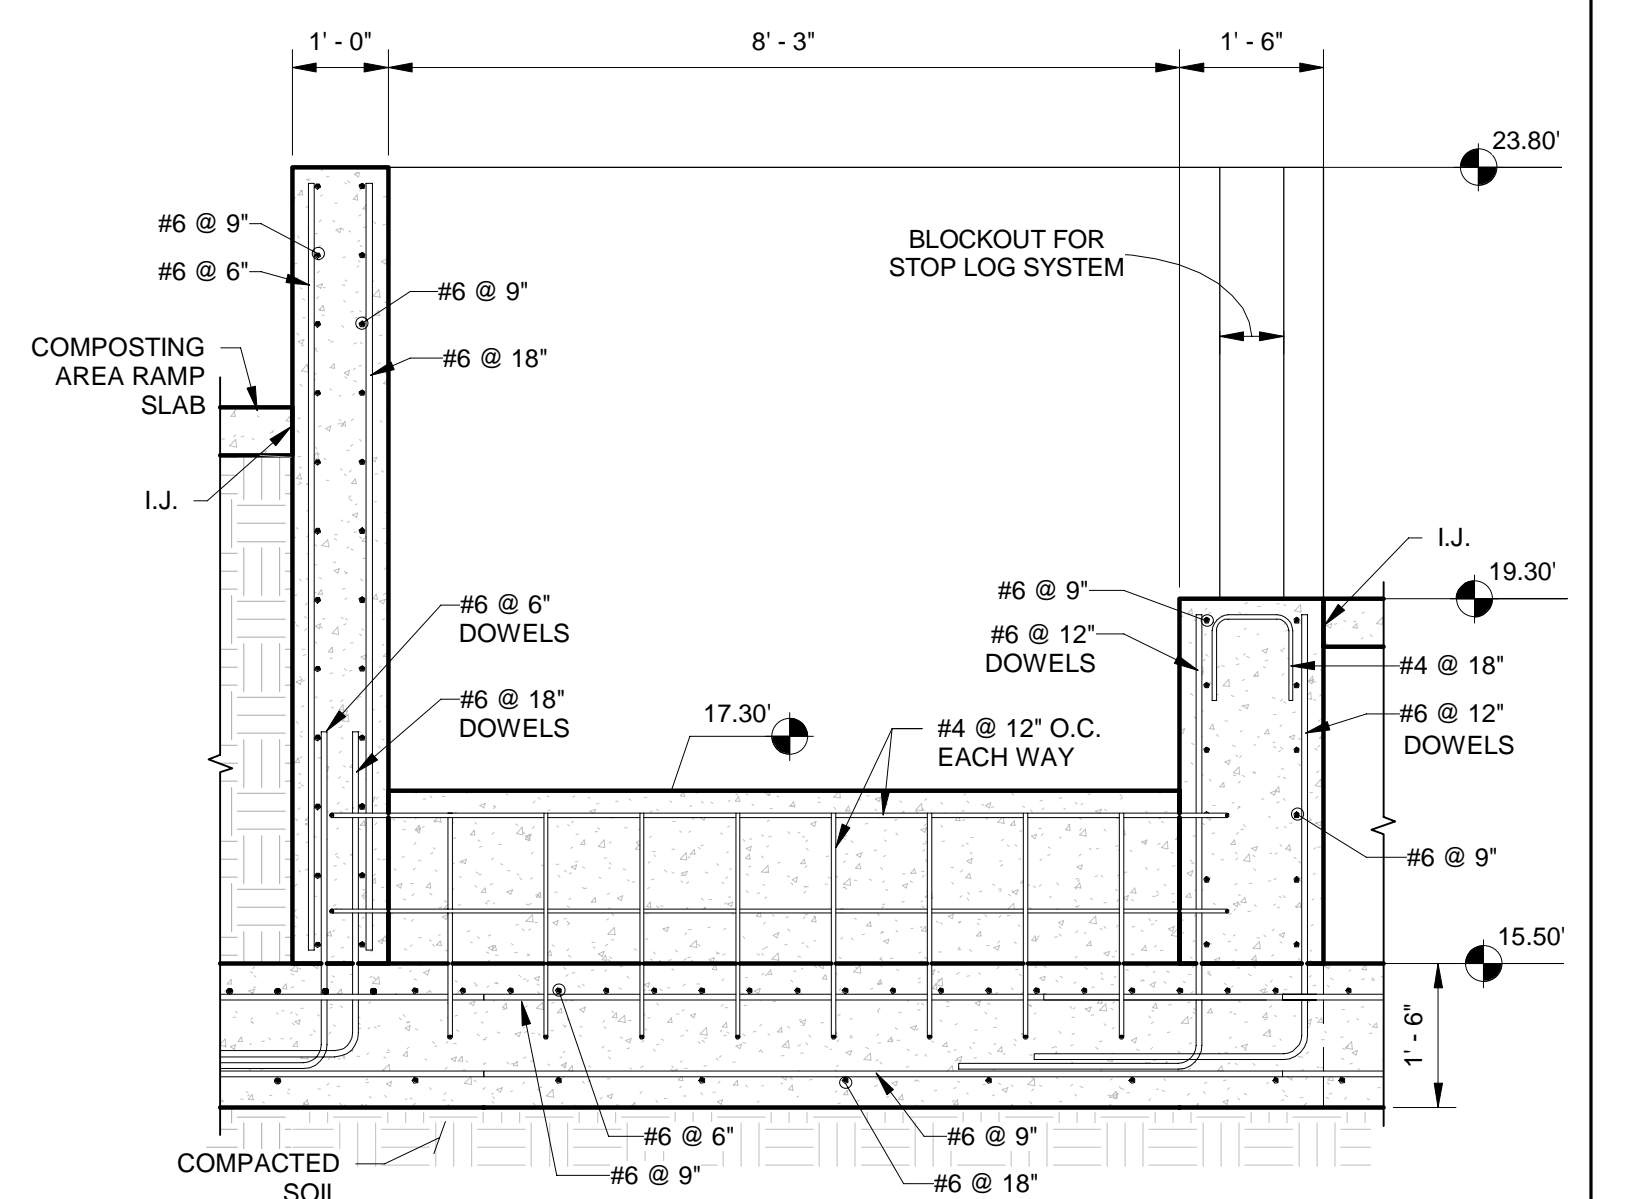 1' - 0"
8' - 3"
1' - 6"
23.80'
#6 @ 9"
#6 @ 6"
#6 @ 9"
#6 @ 18"
BLOCKOUT FOR
STOP LOG SYSTEM
COMPOSTING
AREA RAMP
SLAB
I.J.
I.J.
19.30'
#6 @ 6"
DOWELS
#6 @ 18"
DOWELS
#6 @ 9"
#6 @ 12"
DOWELS
#4 @ 18"
#6 @ 12"
DOWELS
17.30'
#4 @ 12" O.C.
EACH WAY
#6 @ 9"
15.50'
1' - 6"
#6 @ 6"
#6 @ 9"
#6 @ 9"
#6 @ 18"
COMPACTED
SOIL